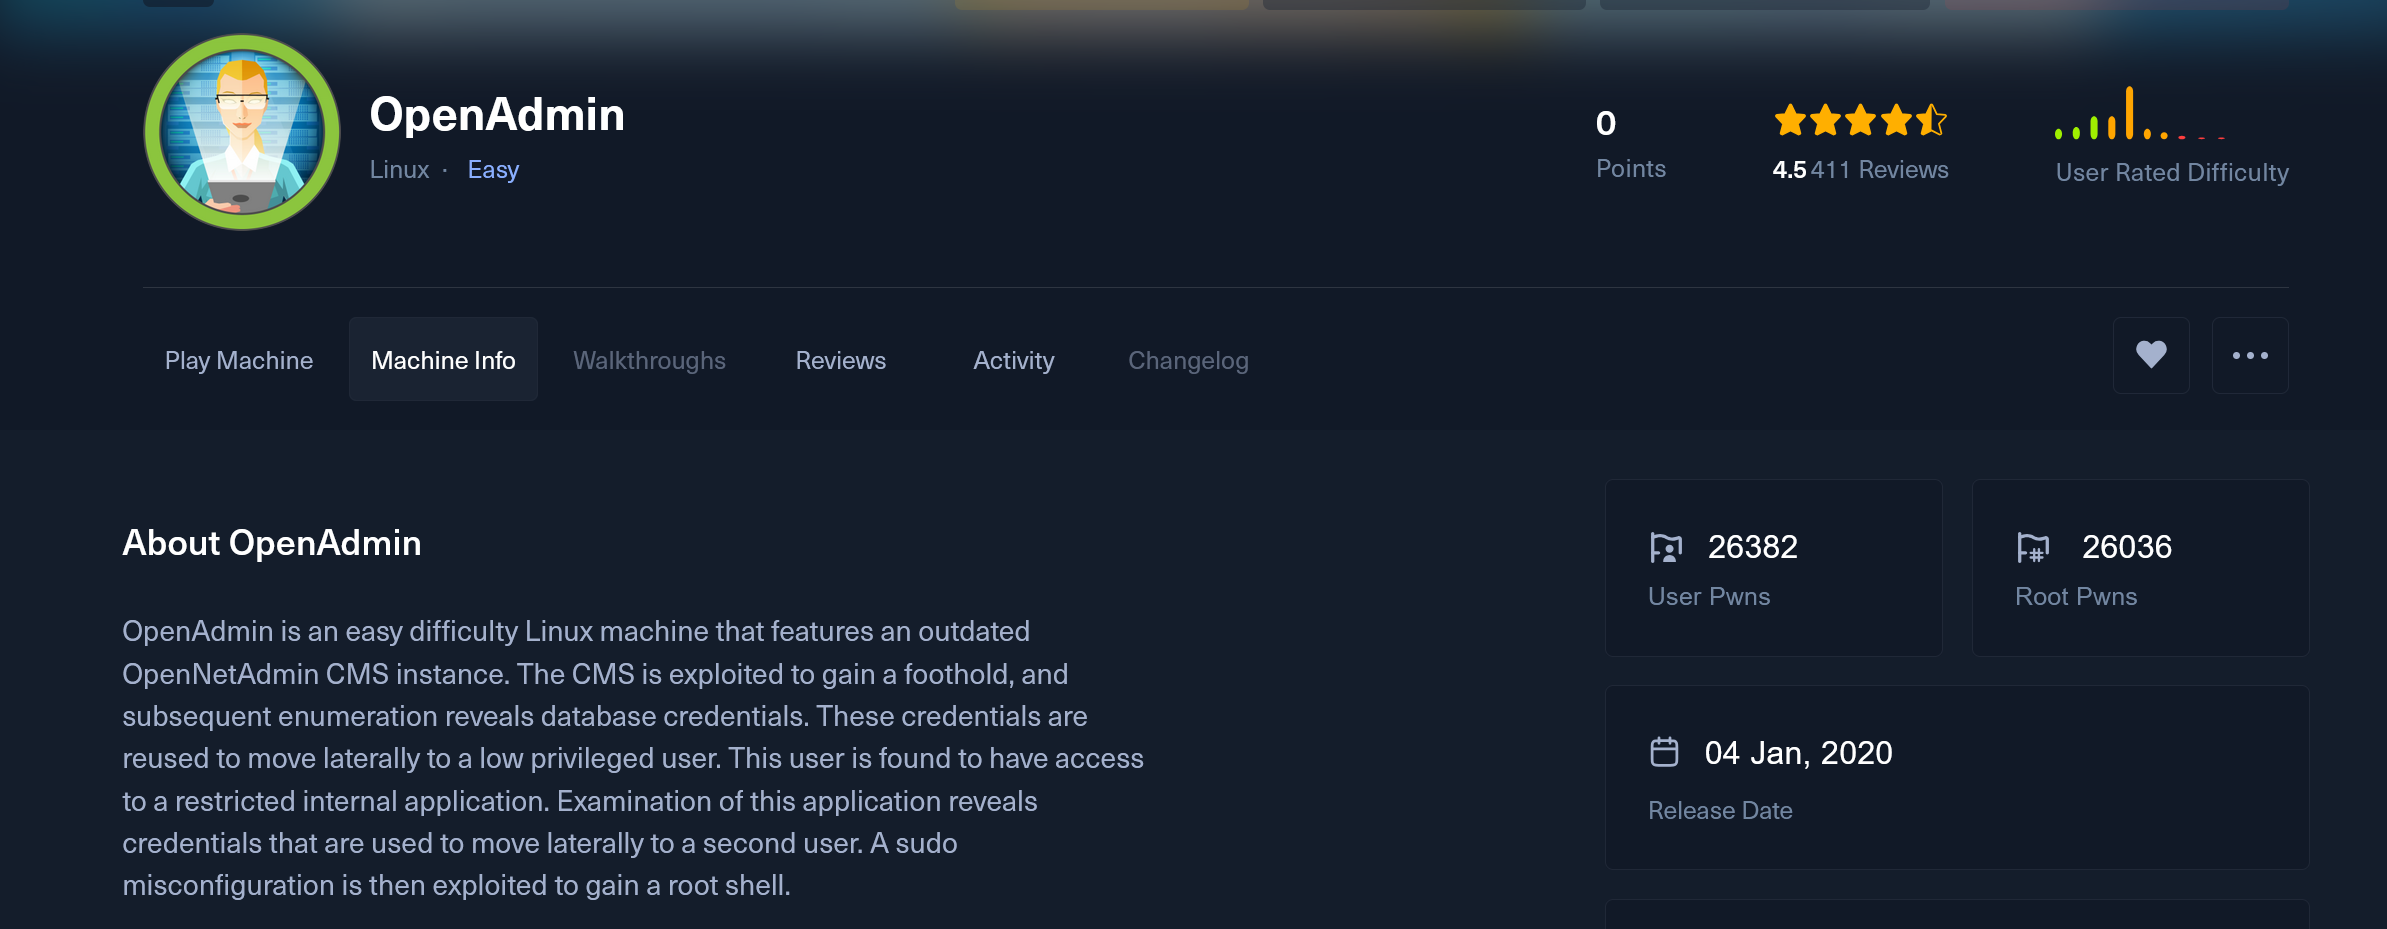 OpenAdmin
Linux · Easy
0
Points
4.5 411 Reviews
User Rated Difficulty
Play Machine
Machine Info
Walkthroughs
Reviews
Activity
Changelog
About OpenAdmin
OpenAdmin is an easy difficulty Linux machine that features an outdated
OpenNetAdmin CMS instance. The CMS is exploited to gain a foothold, and
subsequent enumeration reveals database credentials. These credentials are
reused to move laterally to a low privileged user. This user is found to have access
to a restricted internal application. Examination of this application reveals
credentials that are used to move laterally to a second user. A sudo
misconfiguration is then exploited to gain a root shell.
26382
User Pwns
26036
Root Pwns
04 Jan, 2020
Release Date